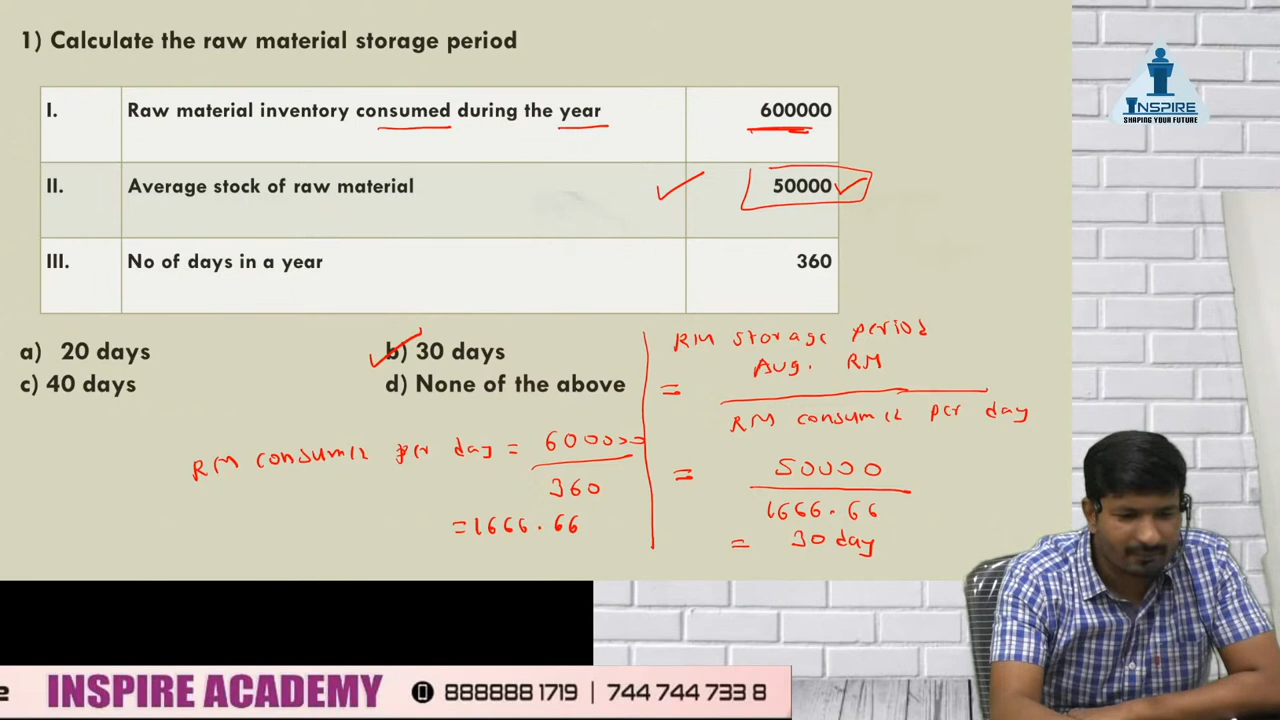 1) Calculate the raw material storage period
I. Raw material inventory consumed during the year 600000
II. Average stock of raw material 50000
III. No of days in a year 360
a) 20 days b) 30 days
c) 40 days d) None of the above
RM consumed per day = 600000
360
=1666.66
RM storage period
= Avg. RM
RM consumed per day
= 50000
1666.66
= 30 day
INSPIRE
SHAPING YOUR FUTURE
e INSPIRE ACADEMY 888888 1719 | 744 744 733 8